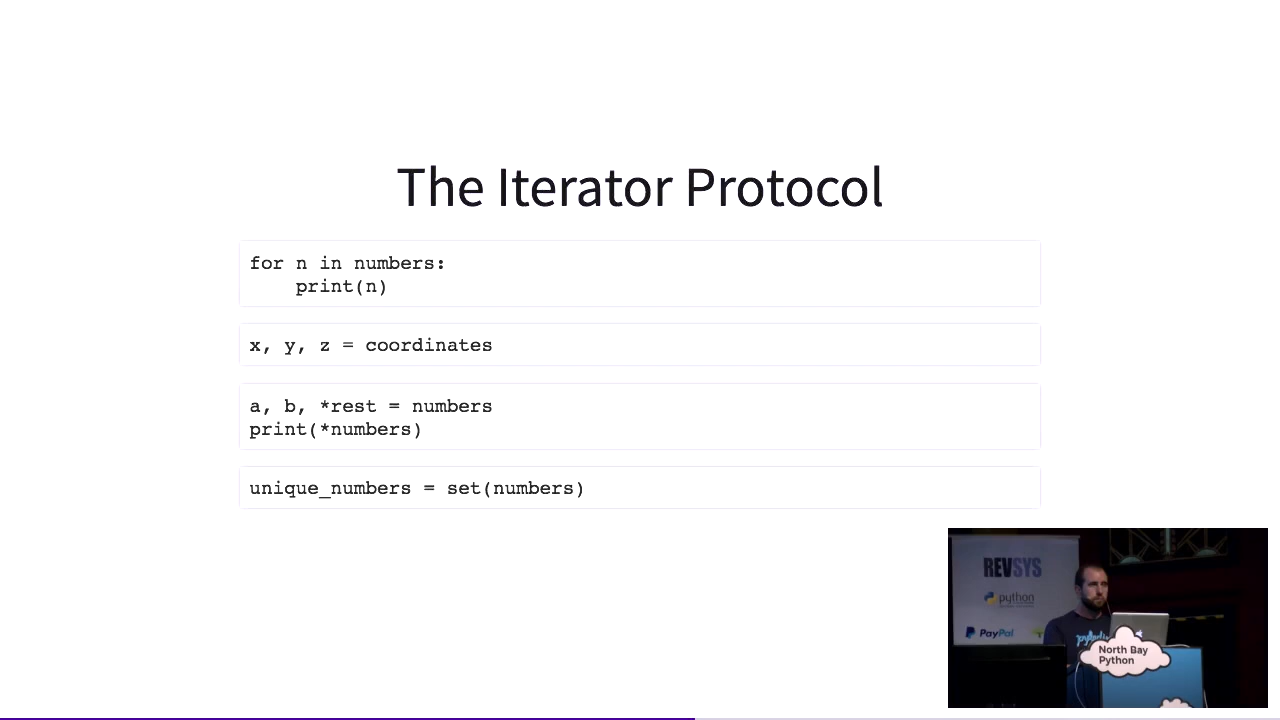 The Iterator Protocol
for n in numbers:
    print(n)
x, y, z = coordinates
a, b, *rest = numbers
print(*numbers)
unique_numbers = set(numbers)
REVSYS
python
PayPal
North Bay
Python